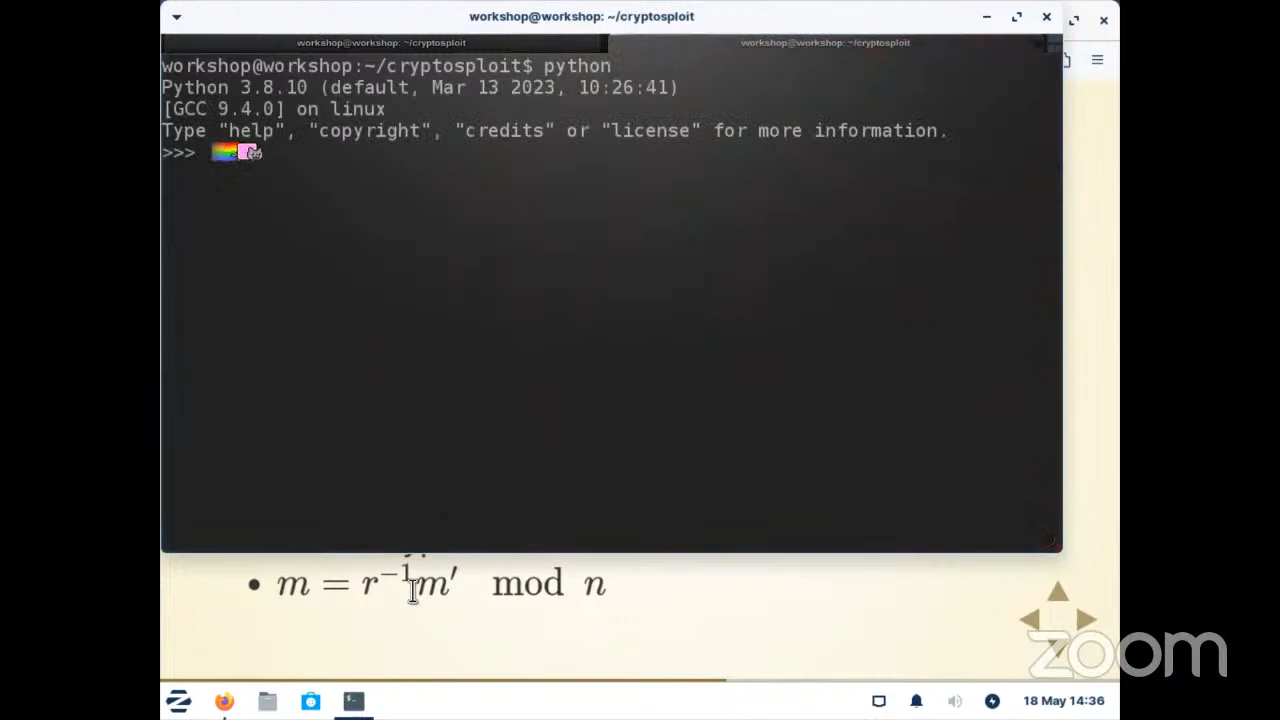 workshop@workshop: ~/cryptosploit
workshop@workshop: ~/cryptosploit
workshop@workshop: ~/cryptosploit
workshop@workshop:~/cryptosploit$ python
Python 3.8.10 (default, Mar 13 2023, 10:26:41)
[GCC 9.4.0] on linux
Type "help", "copyright", "credits" or "license" for more information.
>>>
• m = r⁻¹m′ mod n
zoom
18 May 14:36